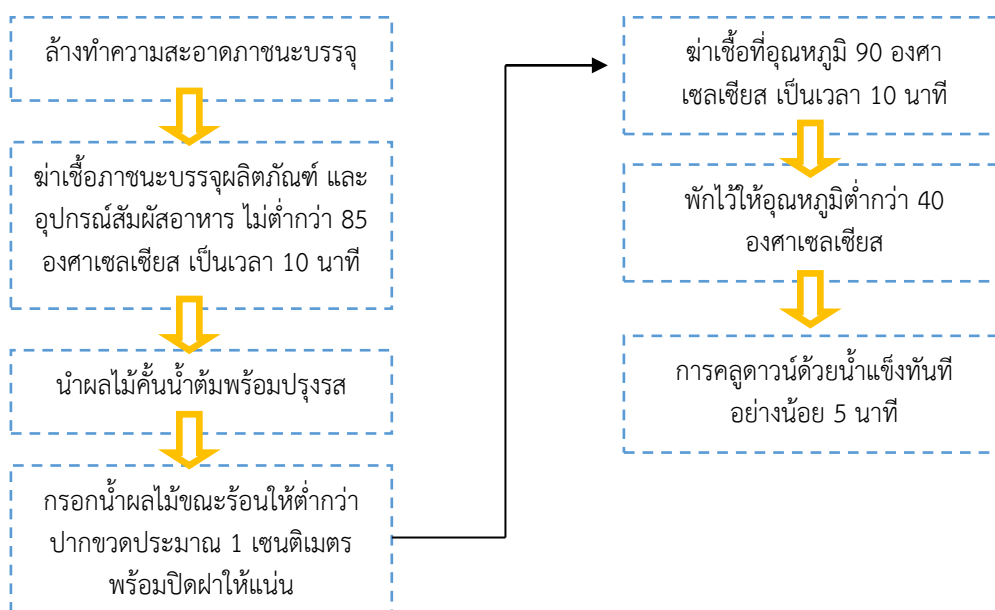 ล้างทำความสะอาดภาชนะบรรจุ
ฆ่าเชื้อภาชนะบรรจุผลิตภัณฑ์ และ
อุปกรณ์สัมผัสอาหาร ไม่ต่ำกว่า 85
องศาเซลเซียส เป็นเวลา 10 นาที
นำผลไม้คั้นน้ำต้มพร้อมปรุงรส
กรอกน้ำผลไม้ขณะร้อนให้ต่ำกว่า
ปากขวดประมาณ 1 เซนติเมตร
พร้อมปิดฝาให้แน่น
ฆ่าเชื้อที่อุณหภูมิ 90 องศา
เซลเซียส เป็นเวลา 10 นาที
พักไว้ให้อุณหภูมิต่ำกว่า 40
องศาเซลเซียส
การคลูดาวน์ด้วยน้ำแข็งทันที
อย่างน้อย 5 นาที